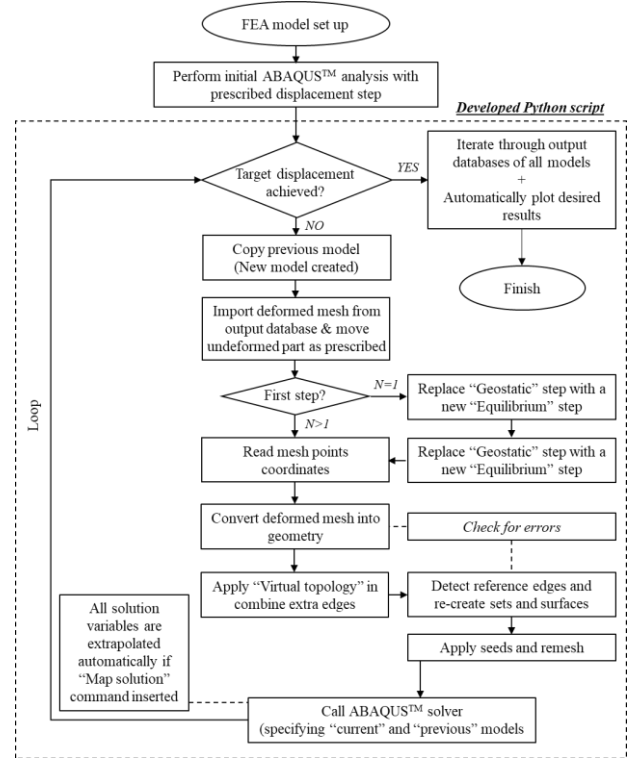 FEA model set up
Perform initial ABAQUS™ analysis with
prescribed displacement step
Developed Python script
Target displacement
achieved?
YES
Iterate through output
databases of all models
+
Automatically plot desired
results
Finish
NO
Copy previous model
(New model created)
Import deformed mesh from
output database & move
undeformed part as prescribed
First step?
N=1
Replace “Geostatic” step with a
new “Equilibrium” step
N>1
Read mesh points
coordinates
Replace “Geostatic” step with a
new “Equilibrium” step
Convert deformed mesh into
geometry
Check for errors
Apply “Virtual topology” in
combine extra edges
Detect reference edges and
re-create sets and surfaces
Apply seeds and remesh
All solution
variables are
extrapolated
automatically if
“Map solution”
command inserted
Call ABAQUS™ solver
(specifying “current” and “previous” models
Loop